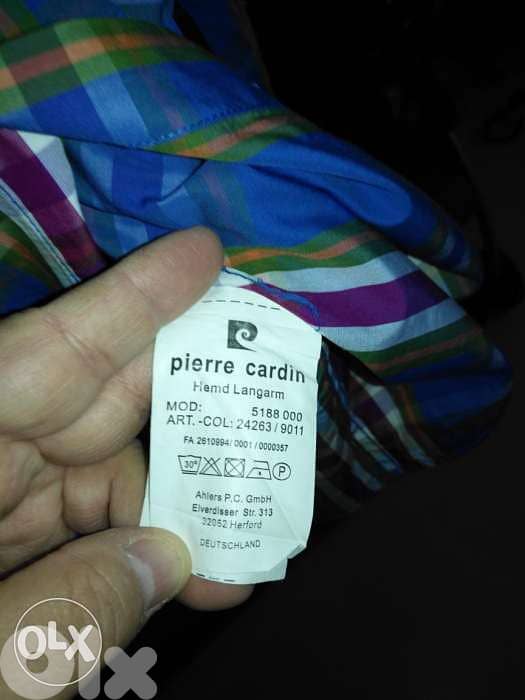 pierre cardin
Hemd Langarm
MOD: 5188 000
ART.-COL: 24263 / 9011
FA 2610994/ 0001 / 0000357
30° P
Ahlers P.C. GmbH
Elverdisser Str. 313
32052 Herford
DEUTSCHLAND
OLX
OLX